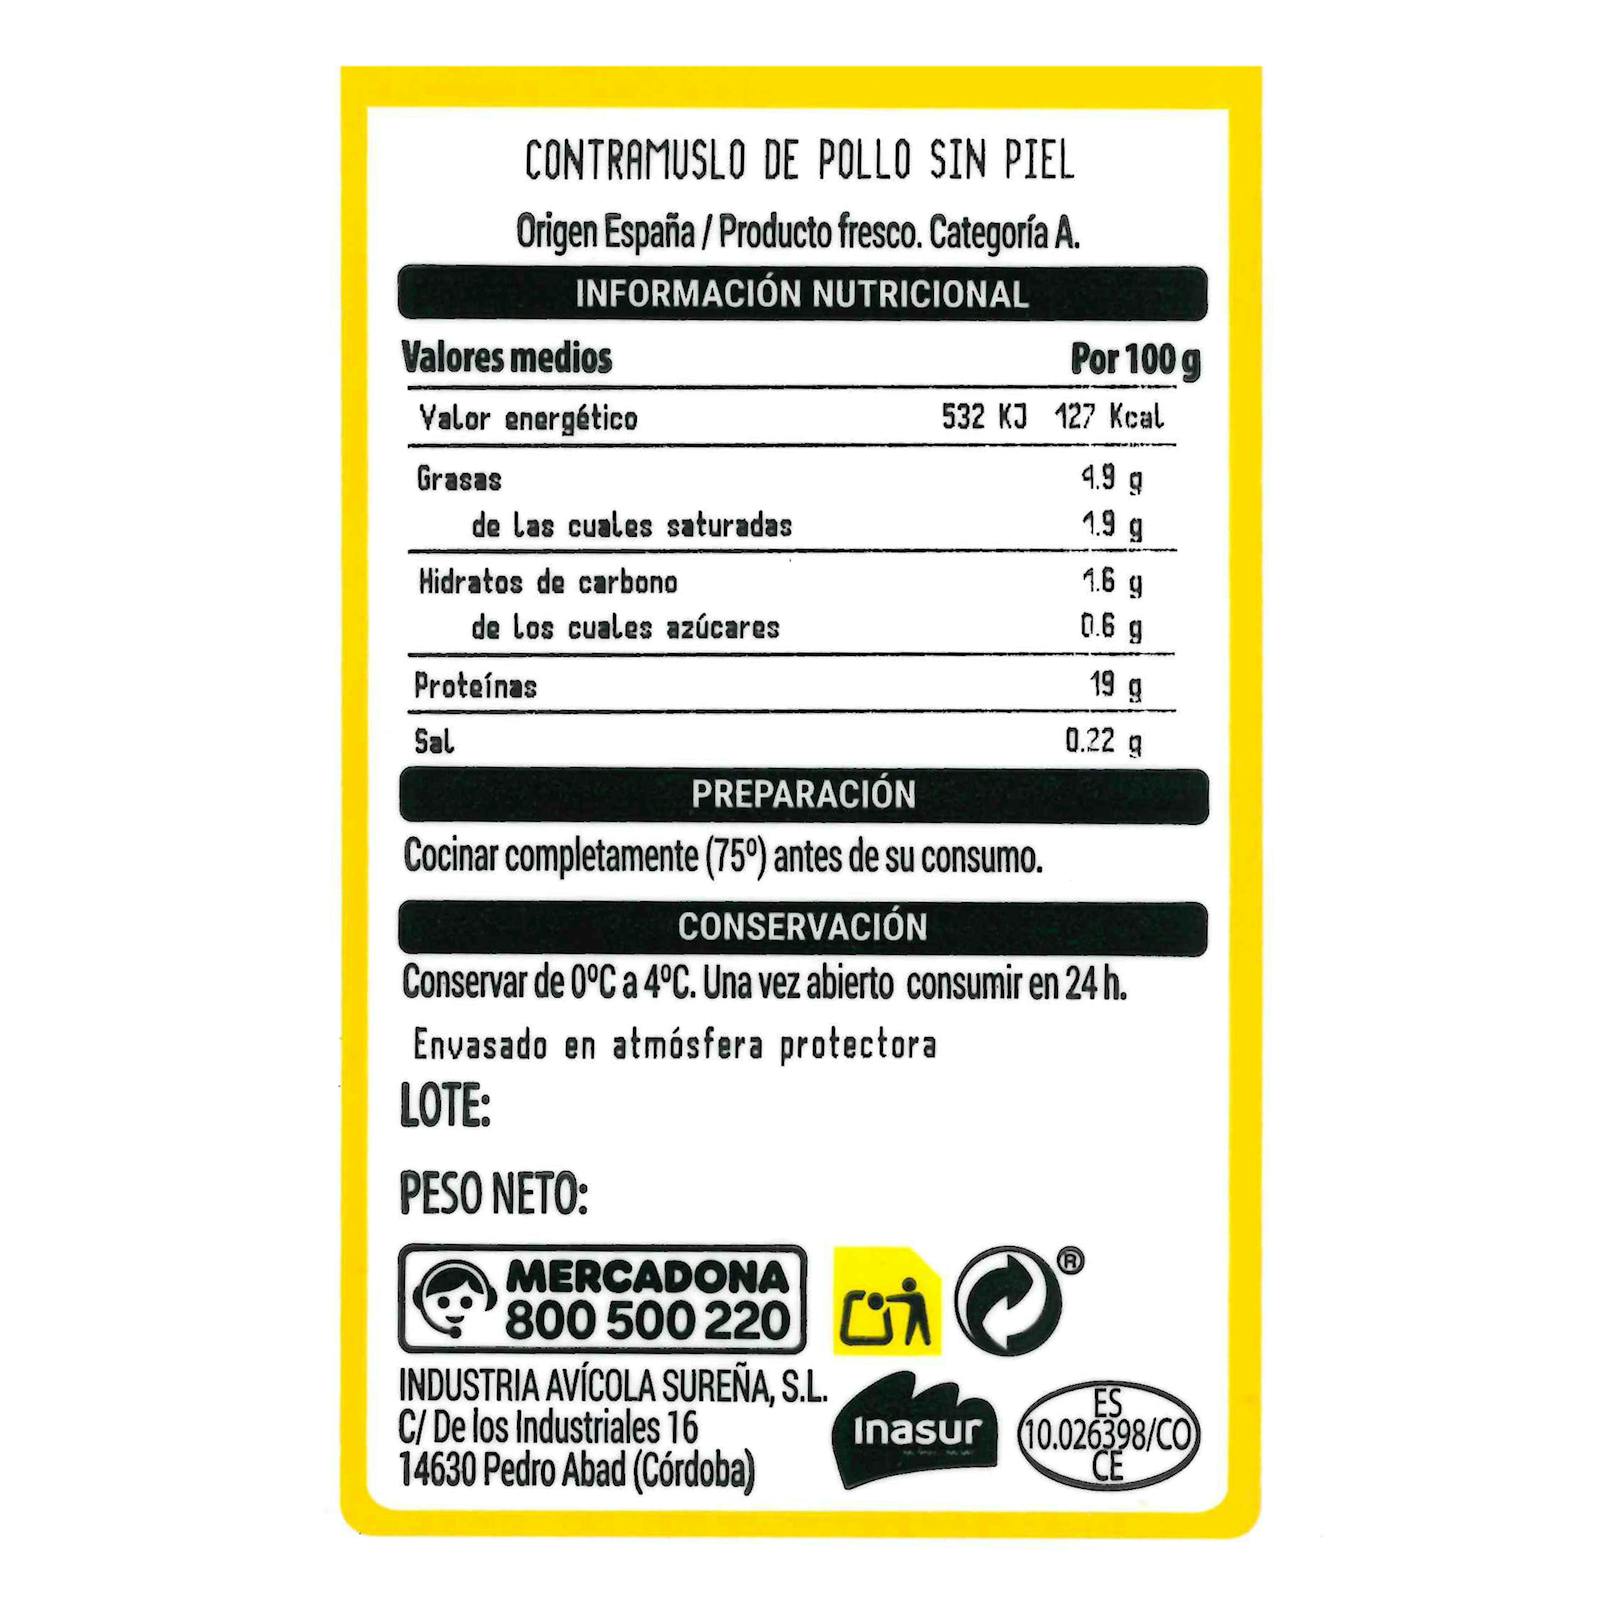 CONTRAMUSLO DE POLLO SIN PIEL
Origen España / Producto fresco. Categoría A.
INFORMACIÓN NUTRICIONAL
Valores medios Por 100 g
Valor energético 532 KJ 127 Kcal
Grasas 4.9 g
de las cuales saturadas 1.9 g
Hidratos de carbono 1.6 g
de los cuales azúcares 0.6 g
Proteínas 19 g
Sal 0.22 g
PREPARACIÓN
Cocinar completamente (75º) antes de su consumo.
CONSERVACIÓN
Conservar de 0ºC a 4ºC. Una vez abierto consumir en 24 h.
Envasado en atmósfera protectora
LOTE:
PESO NETO:
MERCADONA
800 500 220
®
INDUSTRIA AVÍCOLA SUREÑA, S.L.
C/ De los Industriales 16
14630 Pedro Abad (Córdoba)
Inasur
ES
10.026398/CO
CE